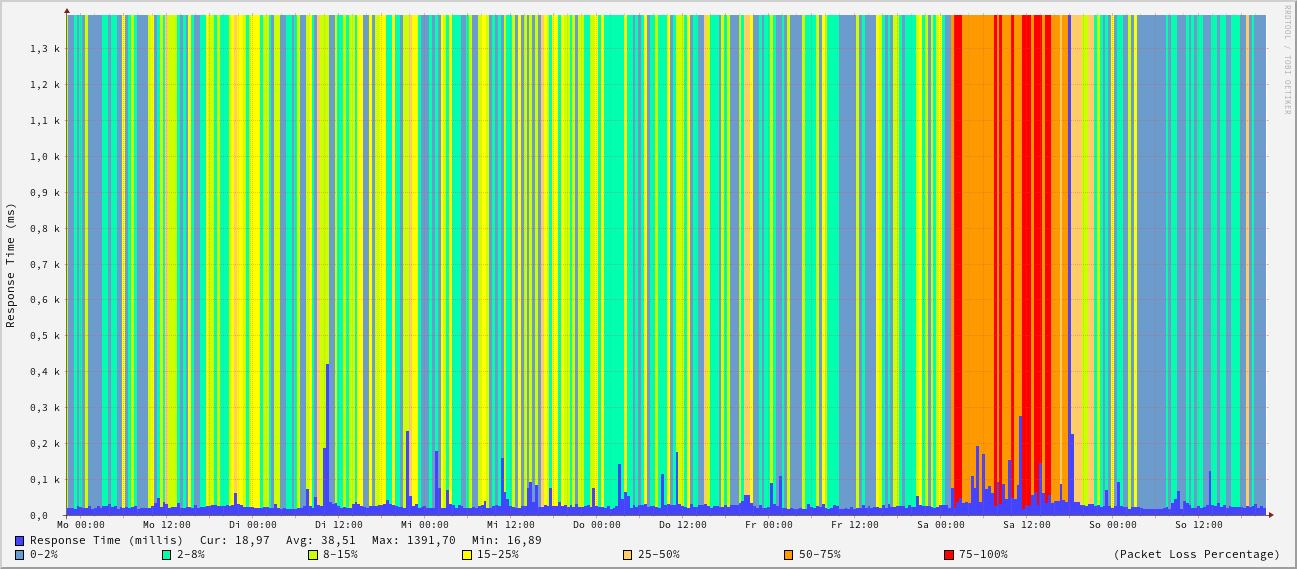 RRDTOOL / TOBI OETIKER
Response Time (ms)
1,3 k
1,2 k
1,1 k
1,0 k
0,9 k
0,8 k
0,7 k
0,6 k
0,5 k
0,4 k
0,3 k
0,2 k
0,1 k
0,0
Mo 00:00 Mo 12:00 Di 00:00 Di 12:00 Mi 00:00 Mi 12:00 Do 00:00 Do 12:00 Fr 00:00 Fr 12:00 Sa 00:00 Sa 12:00 So 00:00 So 12:00
Response Time (millis) Cur: 18,97 Avg: 38,51 Max: 1391,70 Min: 16,89
0-2% 2-8% 8-15% 15-25% 25-50% 50-75% 75-100% (Packet Loss Percentage)